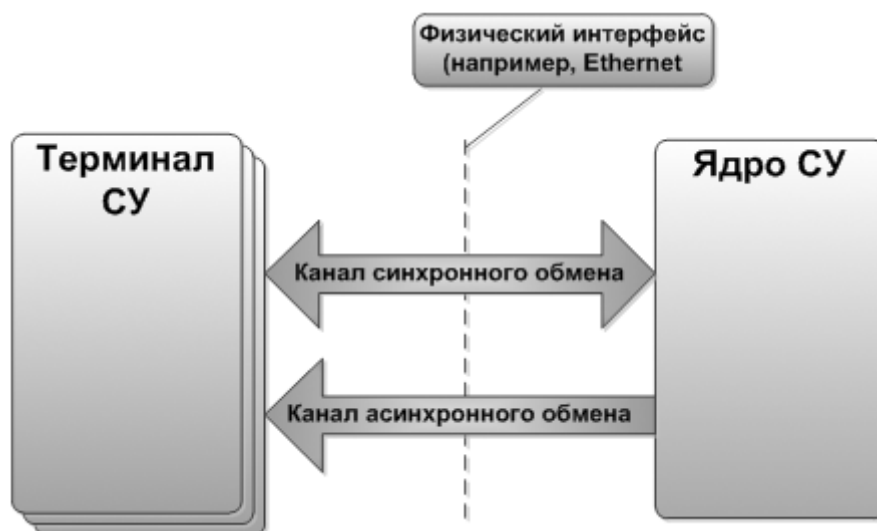 Физический интерфейс
(например, Ethernet
Терминал
СУ
Ядро СУ
Канал синхронного обмена
Канал асинхронного обмена